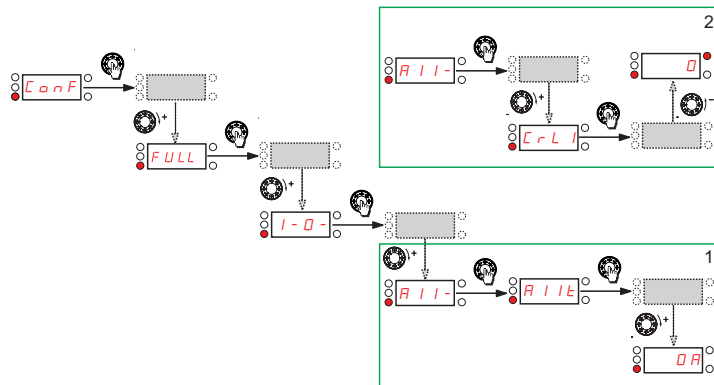 2
AI1-
0
ConF
+
−
+
CrL1
FULL
+
I-O-
+
1
AI1-
AI1t
+
0A